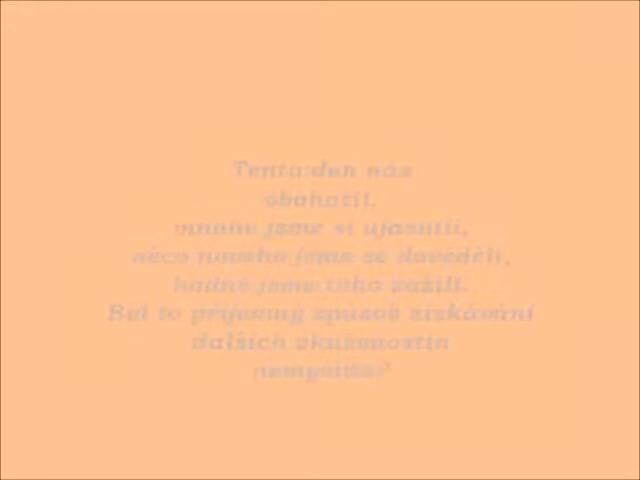 Tento den nás
obohatil,
mnoho jsme si ujasnili,
něco nového jsme se dověděli,
hodně jsme toho zažili.
Byl to příjemný způsob získávání
dalších zkušeností
nemyslíte?